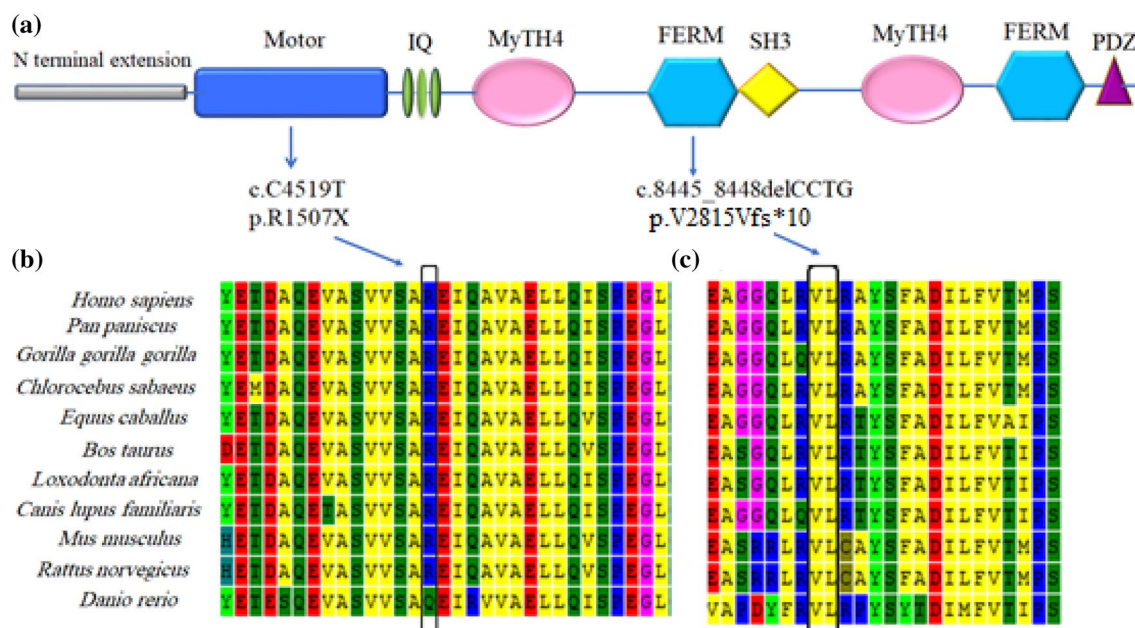 (a)
N terminal extension Motor IQ MyTH4 FERM SH3 MyTH4 FERM PDZ
c.C4519T
p.R1507X
c.8445_8448delCCTG
p.V2815Vfs*10
(b) (c)
Homo sapiens YETDAQEVASVVSAREIQAVAELLQISPEGL EAGGQLRVLRAYSFADILFVTMPS
Pan paniscus YETDAQEVASVVSAREIQAVAELLQISPEGL EAGGQLRVLRAYSFADILFVTMPS
Gorilla gorilla gorilla YETDAQEVASVVSAREIQAVAELLQISPEGL EAGGQLQVLRAYSFADILFVTMPS
Chlorocebus sabaeus YEMDAQEVASVVSAREIQAVAELLQISPEGL EAGGQLRVLRAYSFADILFVTMPS
Equus caballus YETDAQEVASVVSAREIQAVAELLQVSPEGL EAGGQLRVLRTYSFADILFVAIPS
Bos taurus DETDAQEVASVVSAREIQAVAELLQVSPEGL EASGQLRVLRTYSFADILFVTIPS
Loxodonta africana YETDAQEVASVVSAREIQAVAELLQISPEGL EASGQLRVLRTYSFADILFVTIPS
Canis lupus familiaris YETDAQETASVVSAREIQAVAELLQISPEGL EAGGQLQVLRTYSFADILFVTIPS
Mus musculus HETDAQEVASVVSAREIQAVAELLQVSPEGL EASRRLRVLCAYSFADILFVTMPS
Rattus norvegicus HETDAQEVASVVSAREIQAVAELLQISPEGL EASRRLRVLCAYSFADILFVTMPS
Danio rerio YETESQEVASVVSAQEIRVVAELLQISPEGL VAPDYFRVLRPYSYTDIMFVTIPS